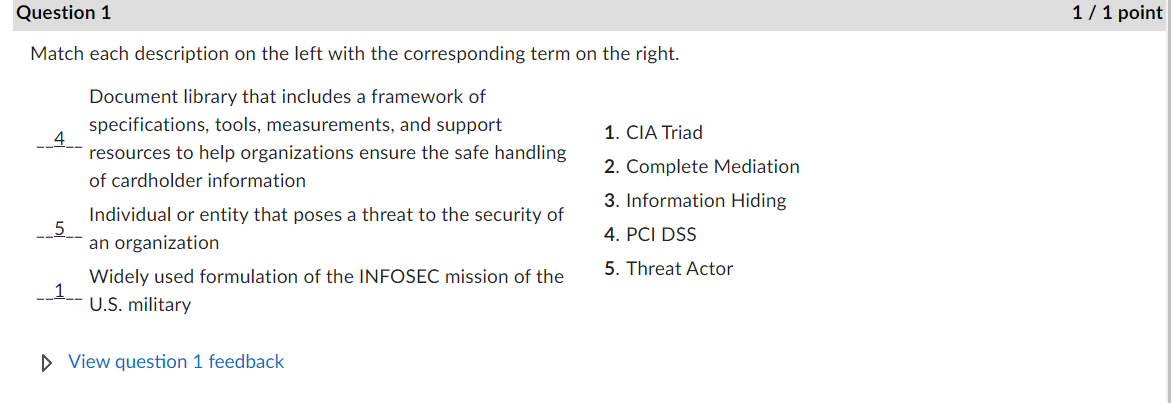 Question 1
1 / 1 point
Match each description on the left with the corresponding term on the right.
Document library that includes a framework of
specifications, tools, measurements, and support
__4__
resources to help organizations ensure the safe handling
of cardholder information
Individual or entity that poses a threat to the security of
__5__
an organization
Widely used formulation of the INFOSEC mission of the
__1__
U.S. military
1. CIA Triad
2. Complete Mediation
3. Information Hiding
4. PCI DSS
5. Threat Actor
View question 1 feedback